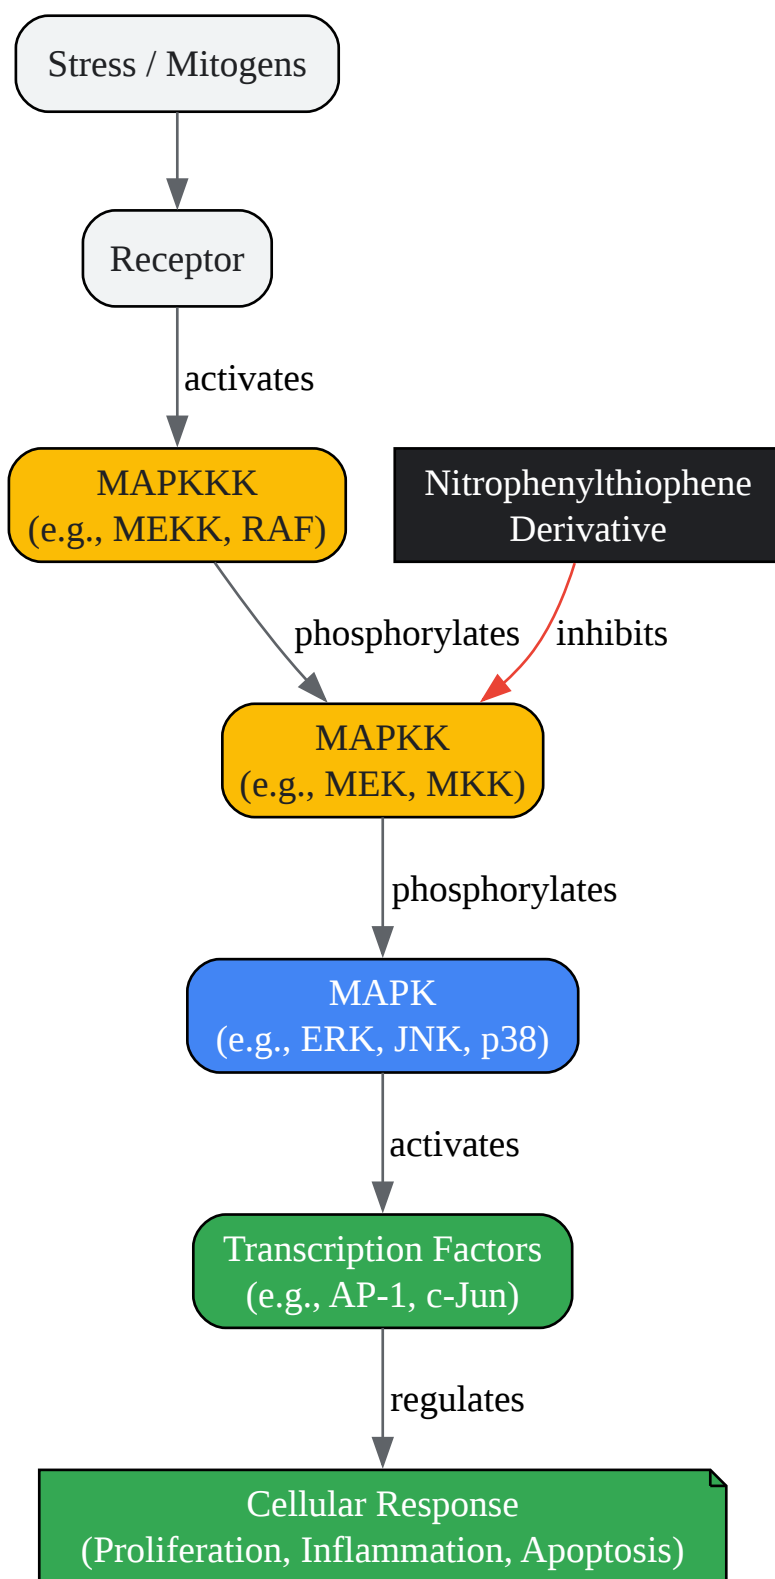 Stress / Mitogens
Receptor
activates
MAPKKK
(e.g., MEKK, RAF)
Nitrophenylthiophene
Derivative
phosphorylates
inhibits
MAPKK
(e.g., MEK, MKK)
phosphorylates
MAPK
(e.g., ERK, JNK, p38)
activates
Transcription Factors
(e.g., AP-1, c-Jun)
regulates
Cellular Response
(Proliferation, Inflammation, Apoptosis)